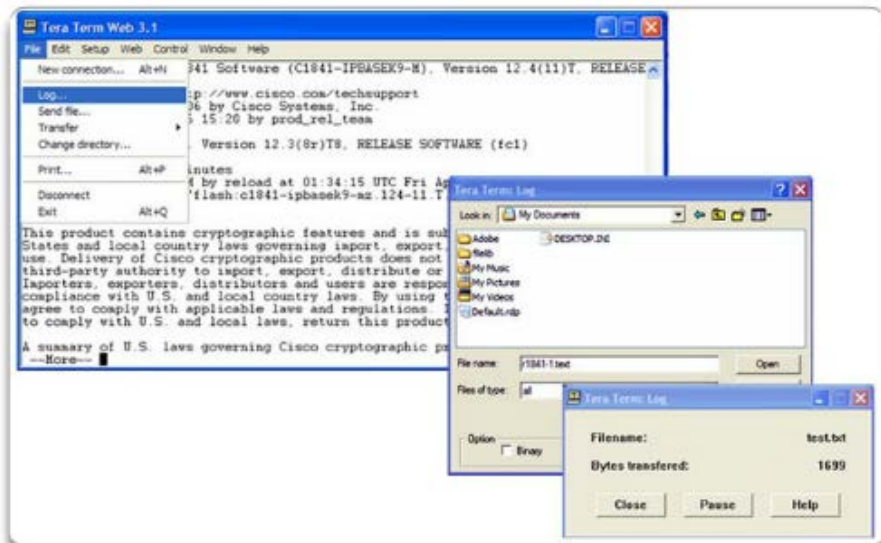 Tera Term Web 3.1
File Edit Setup Web Control Window Help
New connection... Alt+N
Log...
Send file...
Transfer
Change directory...
Print... Alt+P
Disconnect
Exit Alt+Q
841 Software (C1841-IPBASEK9-M), Version 12.4(11)T, RELEASE
tp://www.cisco.com/techsupport
06 by Cisco Systems, Inc.
15:20 by prod_rel_team
Version 12.3(8r)T8, RELEASE SOFTWARE (fc1)
inutes
by reload at 01:34:15 UTC Fri
"flash:c1841-ipbasek9-mz.124-11.T
This product contains cryptographic features and is
States and local country laws governing import, export,
use. Delivery of Cisco cryptographic products does not
third-party authority to import, export, distribute or
Importers, exporters, distributors and users are
compliance with U.S. and local country laws. By using
agree to comply with applicable laws and regulations.
to comply with U.S. and local laws, return this product
A summary of U.S. laws governing Cisco cryptographic
--More--
Tera Term: Log
Look in: My Documents
Adobe
filelib
My Music
My Pictures
My Videos
Default.rdp
DESKTOP.INI
File name: r1841-1.text Open
Files of type: all
Option
Binary
Tera Term: Log
Filename: test.txt
Bytes transfered: 1699
Close Pause Help